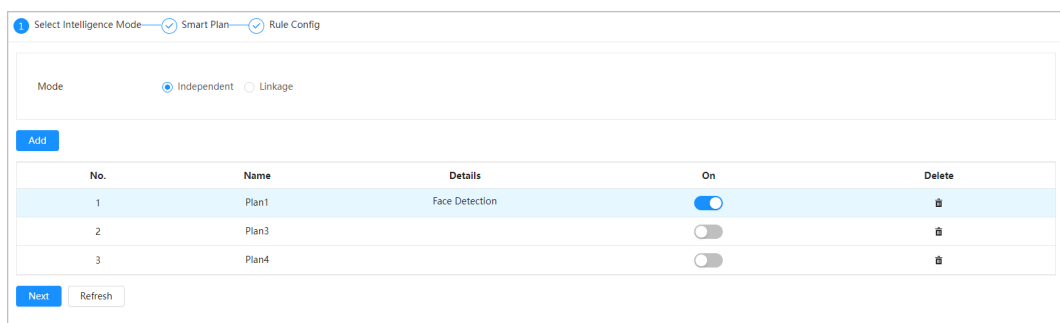 1 Select Intelligence Mode Smart Plan Rule Config
Mode Independent Linkage
Add
No. Name Details On Delete
1 Plan1 Face Detection
2 Plan3
3 Plan4
Next Refresh